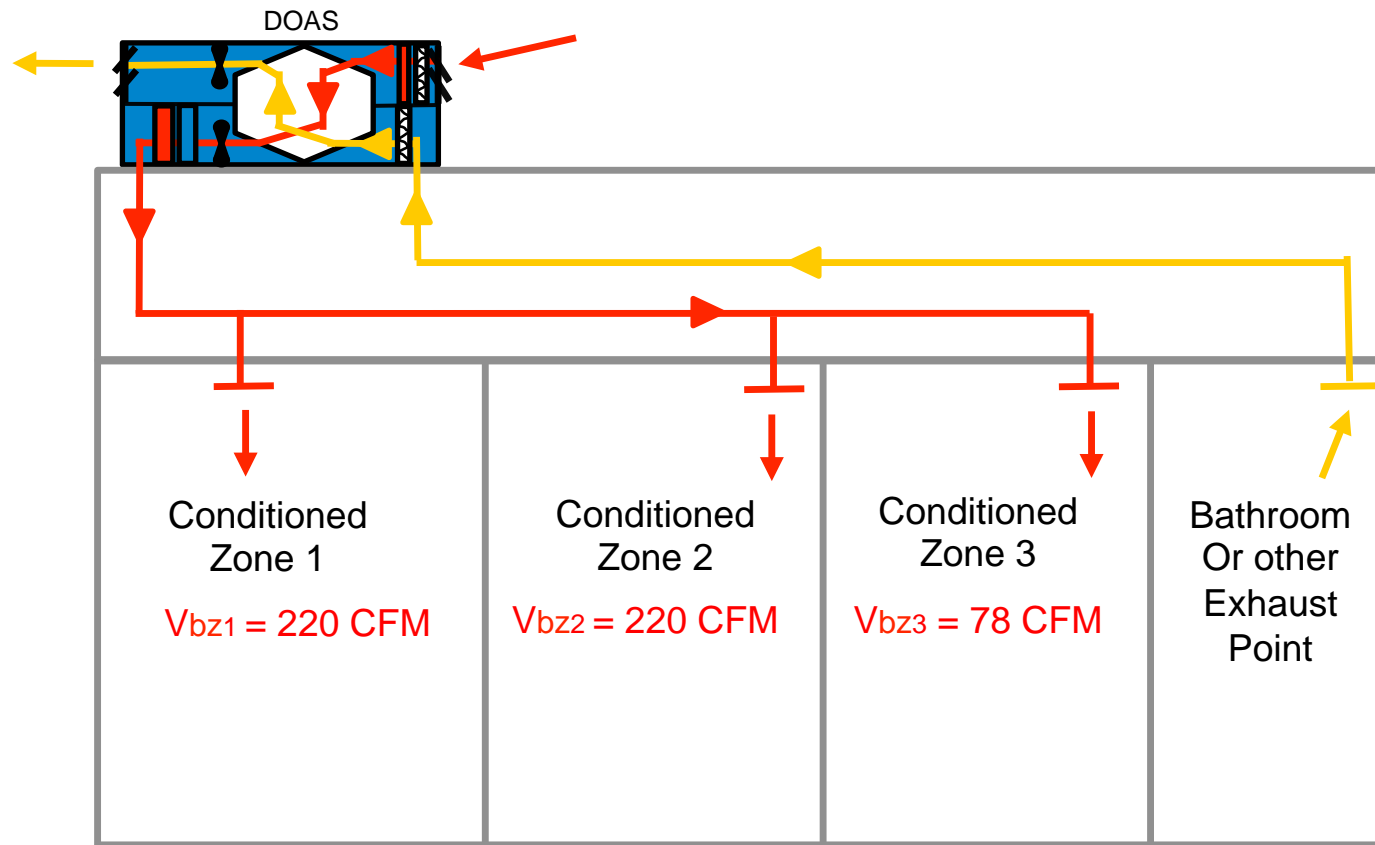 DOAS
Conditioned
Zone 1
Vbz1 = 220 CFM
Conditioned
Zone 2
Vbz2 = 220 CFM
Conditioned
Zone 3
Vbz3 = 78 CFM
Bathroom
Or other
Exhaust
Point